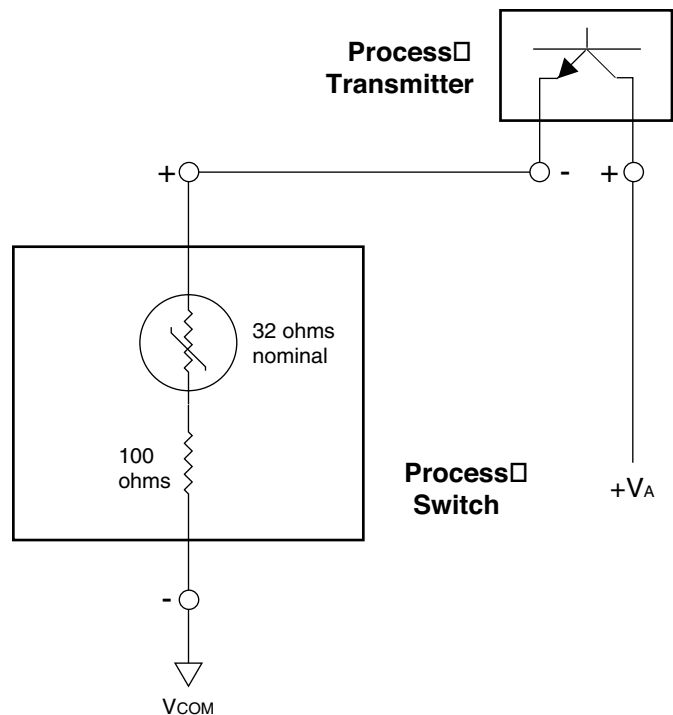 Process□
Transmitter
+
- +
32 ohms
nominal
100
ohms
Process□
Switch
+VA
-
VCOM